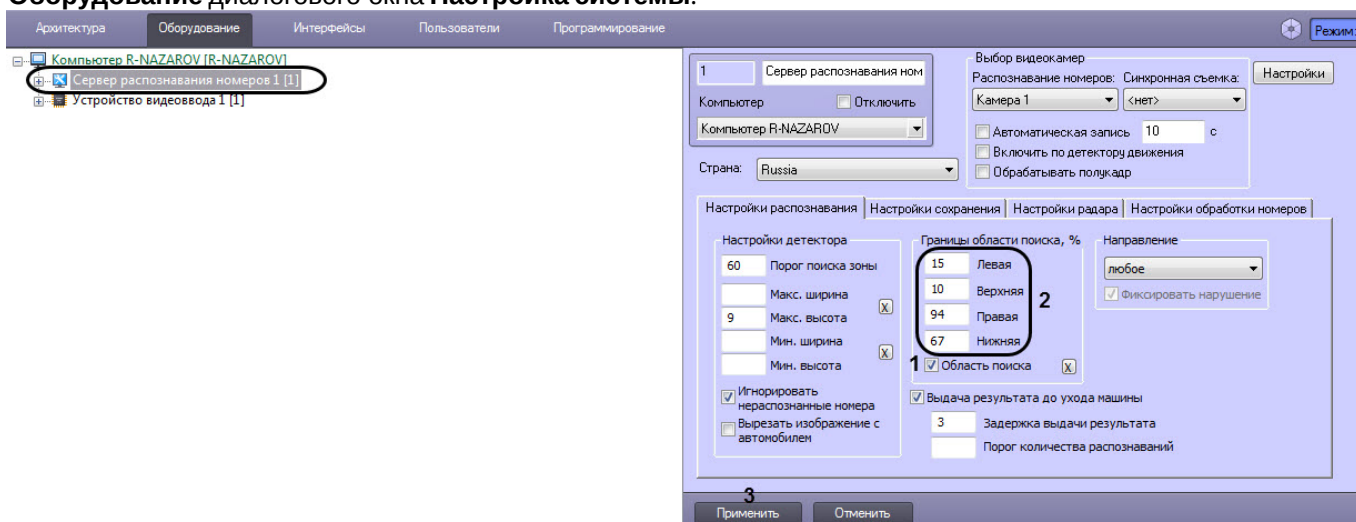 Оборудование диалогового окна Настройка системы.
Архитектура Оборудование Интерфейсы Пользователи Программирование Режим:
Компьютер R-NAZAROV [R-NAZAROV]
Сервер распознавания номеров 1 [1]
Устройство видеоввода 1 [1]
1 Сервер распознавания ном
Компьютер Отключить
Компьютер R-NAZAROV
Страна: Russia
Выбор видеокамер
Распознавание номеров: Синхронная съемка:
Камера 1 <нет>
Автоматическая запись 10 с
Включить по детектору движения
Обрабатывать полукадр
Настройки
Настройки распознавания Настройки сохранения Настройки радара Настройки обработки номеров
Настройки детектора
60 Порог поиска зоны
Макс. ширина
X
9 Макс. высота
Мин. ширина
X
Мин. высота
Игнорировать
нераспознанные номера
Вырезать изображение с
автомобилем
Границы области поиска, %
15 Левая
10 Верхняя
2
94 Правая
67 Нижняя
1 Область поиска X
Направление
любое
Фиксировать нарушение
Выдача результата до ухода машины
3 Задержка выдачи результата
Порог количества распознаваний
3
Применить Отменить